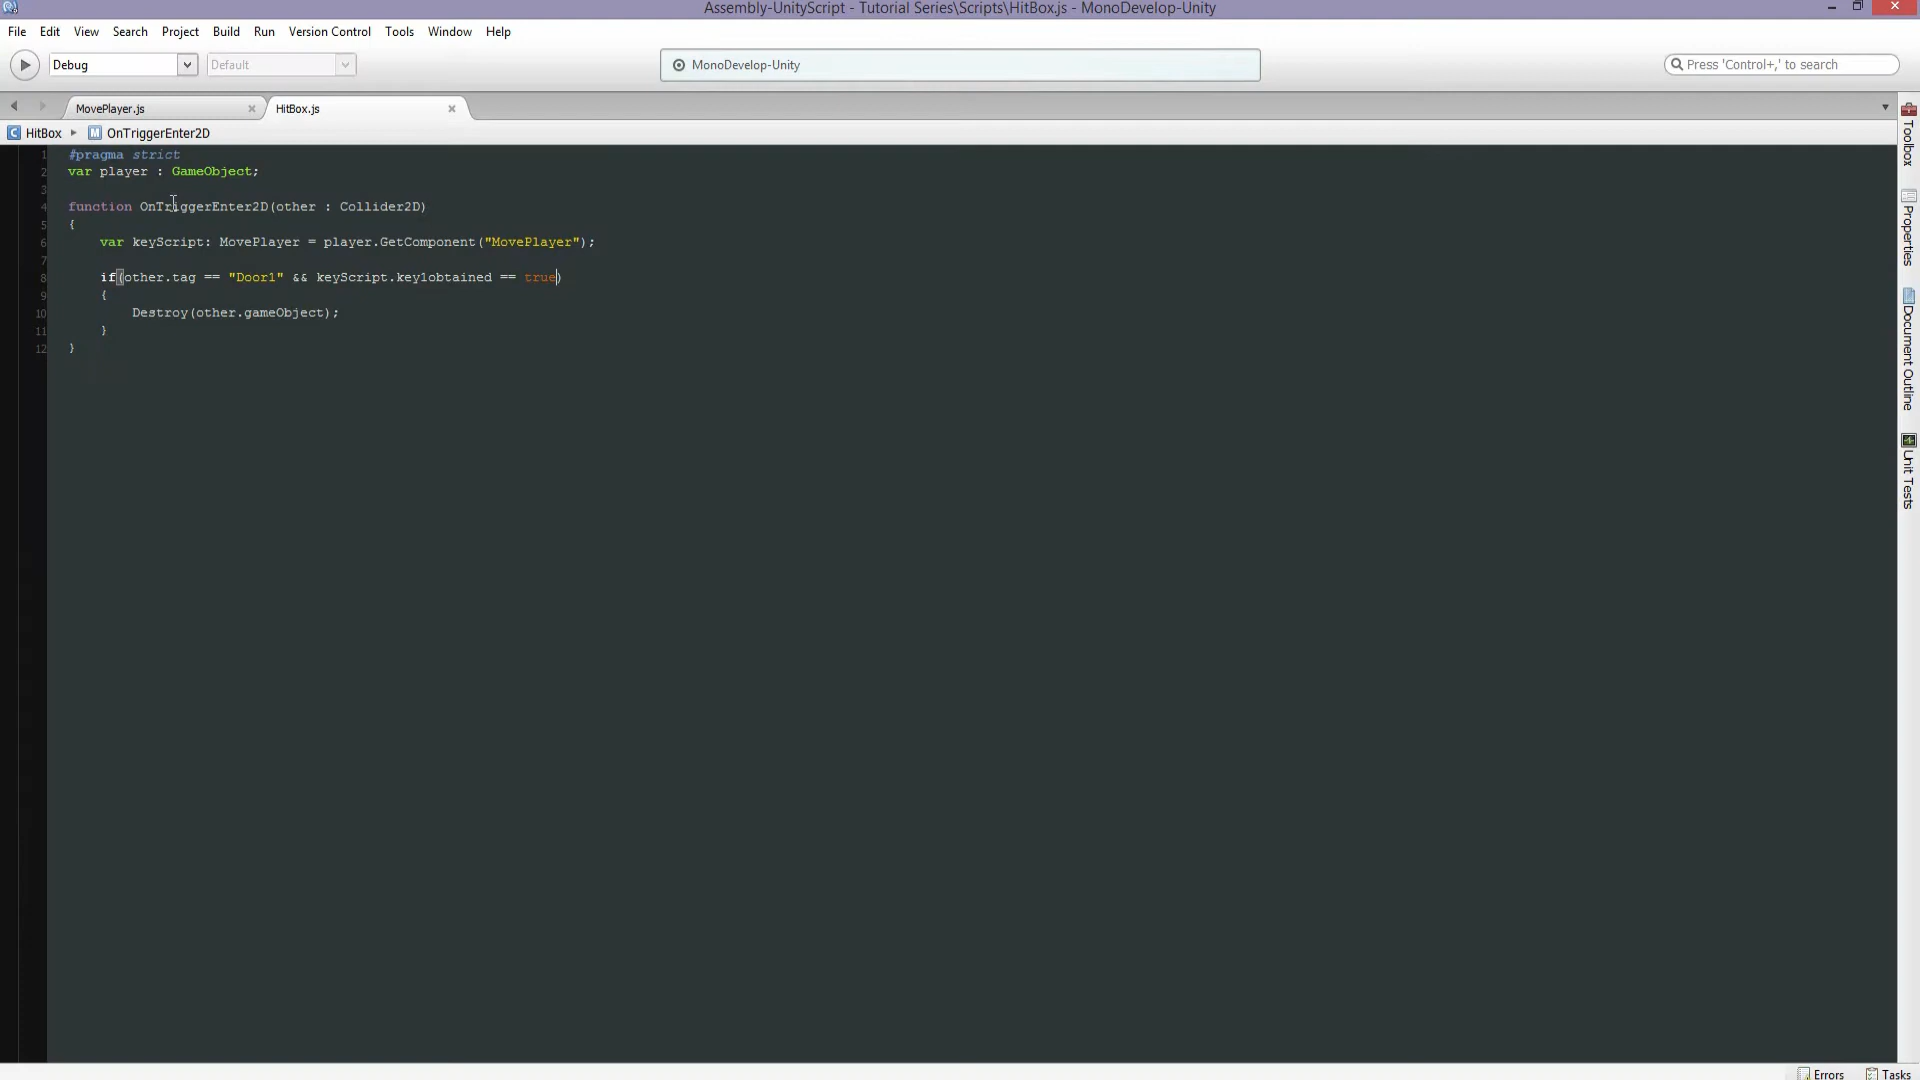 Assembly-UnityScript - Tutorial Series\Scripts\HitBox.js - MonoDevelop-Unity
File Edit View Search Project Build Run Version Control Tools Window Help
Debug Default MonoDevelop-Unity Press 'Control+,' to search
MovePlayer.js HitBox.js
HitBox OnTriggerEnter2D
1 #pragma strict
2 var player : GameObject;
3
4 function OnTriggerEnter2D(other : Collider2D)
5 {
6 var keyScript: MovePlayer = player.GetComponent("MovePlayer");
7
8 if(other.tag == "Door1" && keyScript.key1obtained == true)
9 {
10 Destroy(other.gameObject);
11 }
12 }
Toolbox
Properties
Document Outline
Unit Tests
Errors Tasks